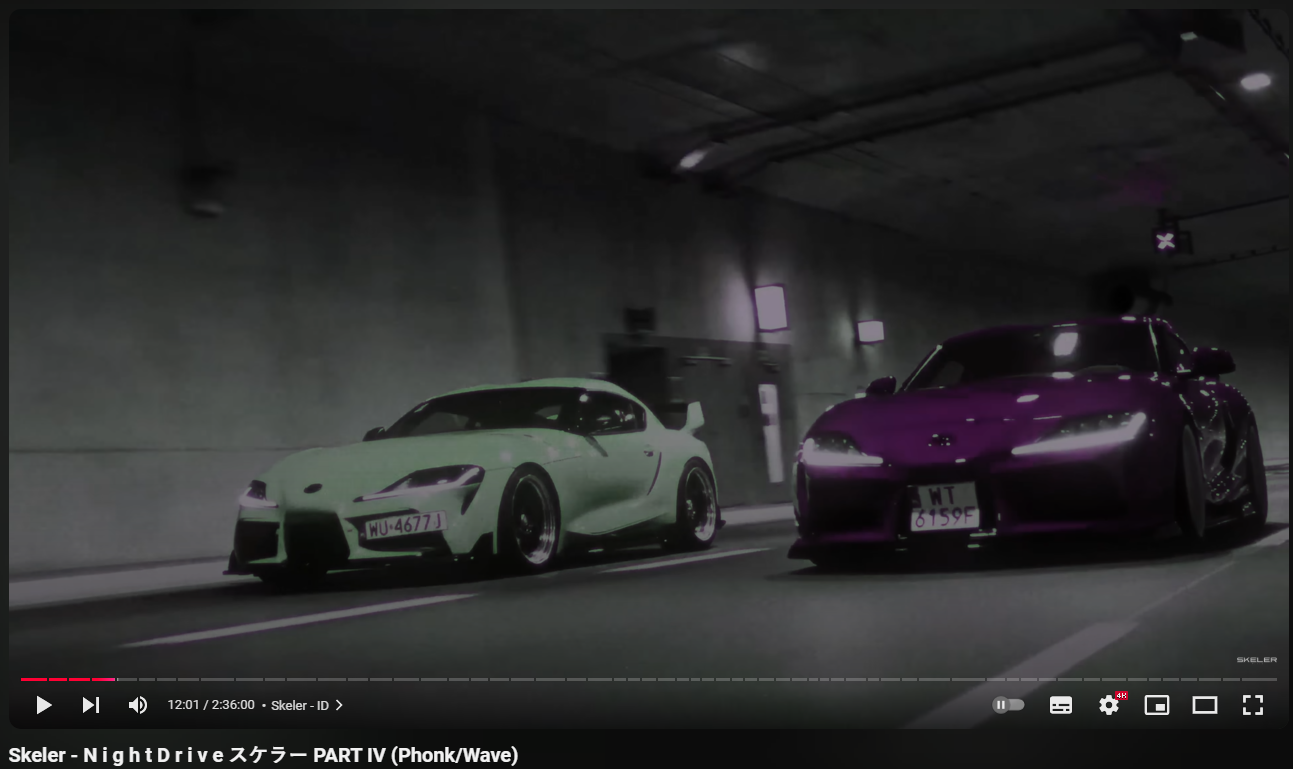 WU 4677J
WT
6159F
SKELER
12:01 / 2:36:00 • Skeler - ID
4K
Skeler - N i g h t D r i v e スケラー PART IV (Phonk/Wave)